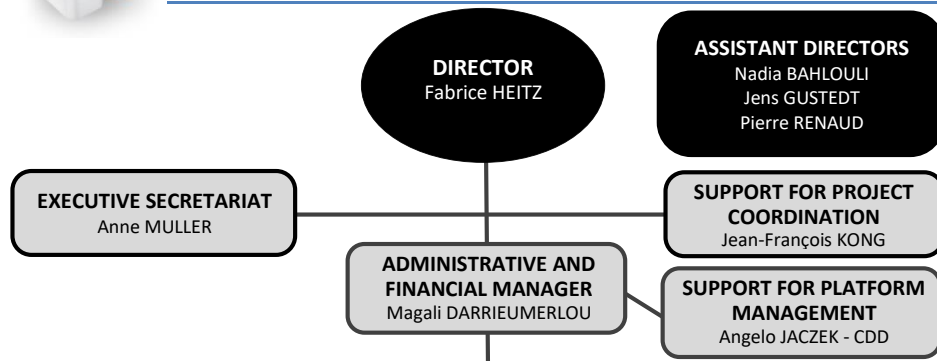 DIRECTOR
Fabrice HEITZ
ASSISTANT DIRECTORS
Nadia BAHLOULI
Jens GUSTEDT
Pierre RENAUD
EXECUTIVE SECRETARIAT
Anne MULLER
SUPPORT FOR PROJECT
COORDINATION
Jean-François KONG
ADMINISTRATIVE AND
FINANCIAL MANAGER
Magali DARRIEUMERLOU
SUPPORT FOR PLATFORM
MANAGEMENT
Angelo JACZEK - CDD